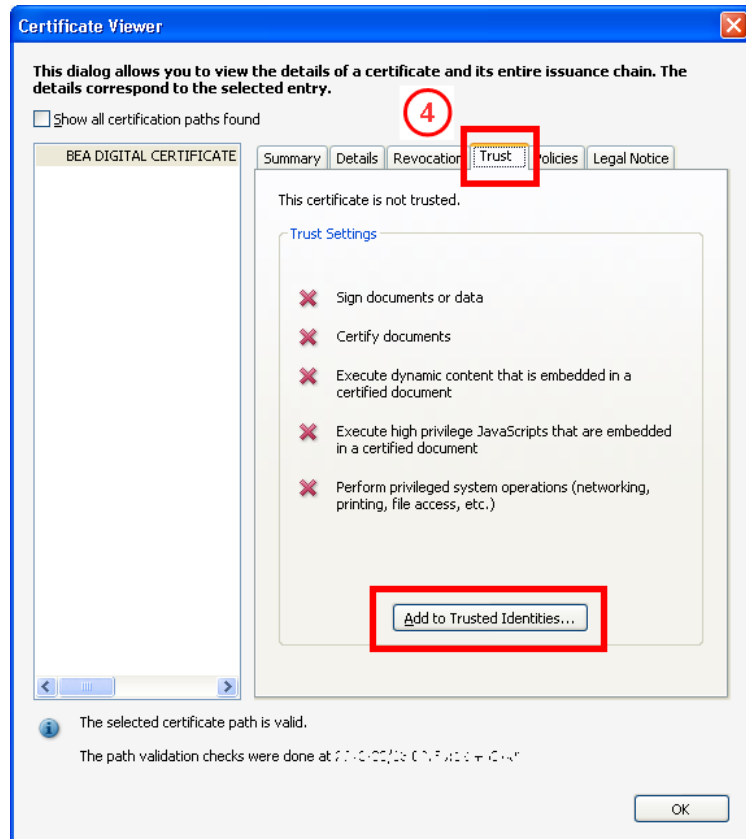 Certificate Viewer
This dialog allows you to view the details of a certificate and its entire issuance chain. The
details correspond to the selected entry.
Show all certification paths found
4
BEA DIGITAL CERTIFICATE
Summary Details Revocation Trust Policies Legal Notice
This certificate is not trusted.
Trust Settings
Sign documents or data
Certify documents
Execute dynamic content that is embedded in a
certified document
Execute high privilege JavaScripts that are embedded
in a certified document
Perform privileged system operations (networking,
printing, file access, etc.)
Add to Trusted Identities...
The selected certificate path is valid.
The path validation checks were done at
OK